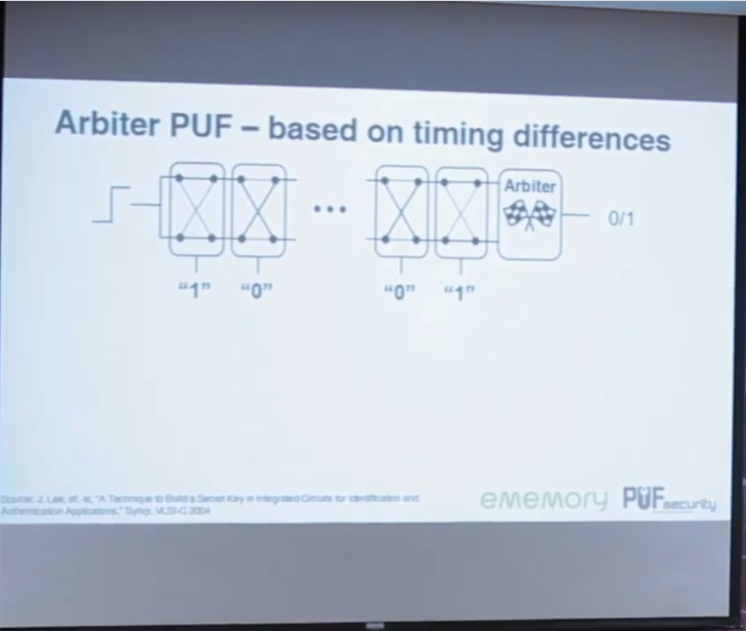 Arbiter PUF – based on timing differences
Arbiter
0/1
“1” “0” “0” “1”
Source: J. Lee, et. al, “A Technique to Build a Secret Key in Integrated Circuits for Identification and
Authentication Applications,” Symp. VLSI-C 2004
eMemory PUFsecurity